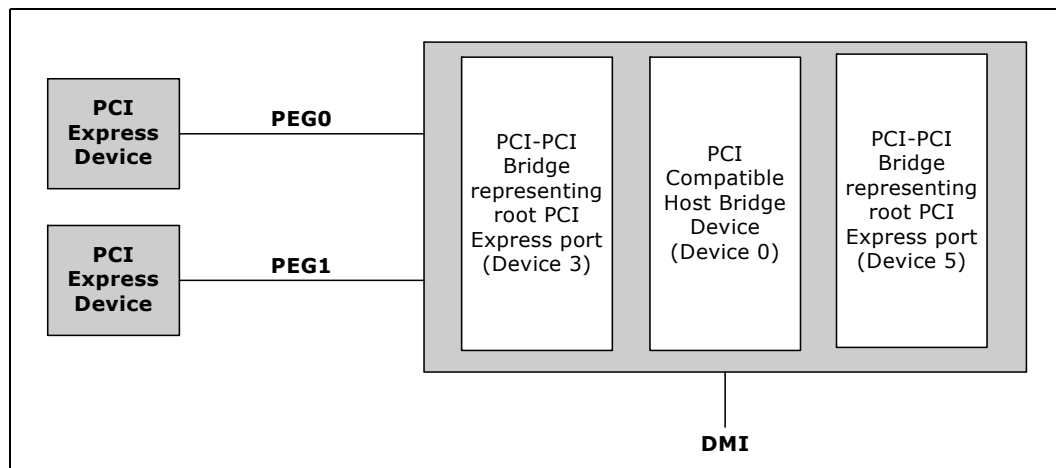 PCI
Express
Device
PEG0
PCI
Express
Device
PEG1
PCI-PCI
Bridge
representing
root PCI
Express port
(Device 3)
PCI
Compatible
Host Bridge
Device
(Device 0)
PCI-PCI
Bridge
representing
root PCI
Express port
(Device 5)
DMI